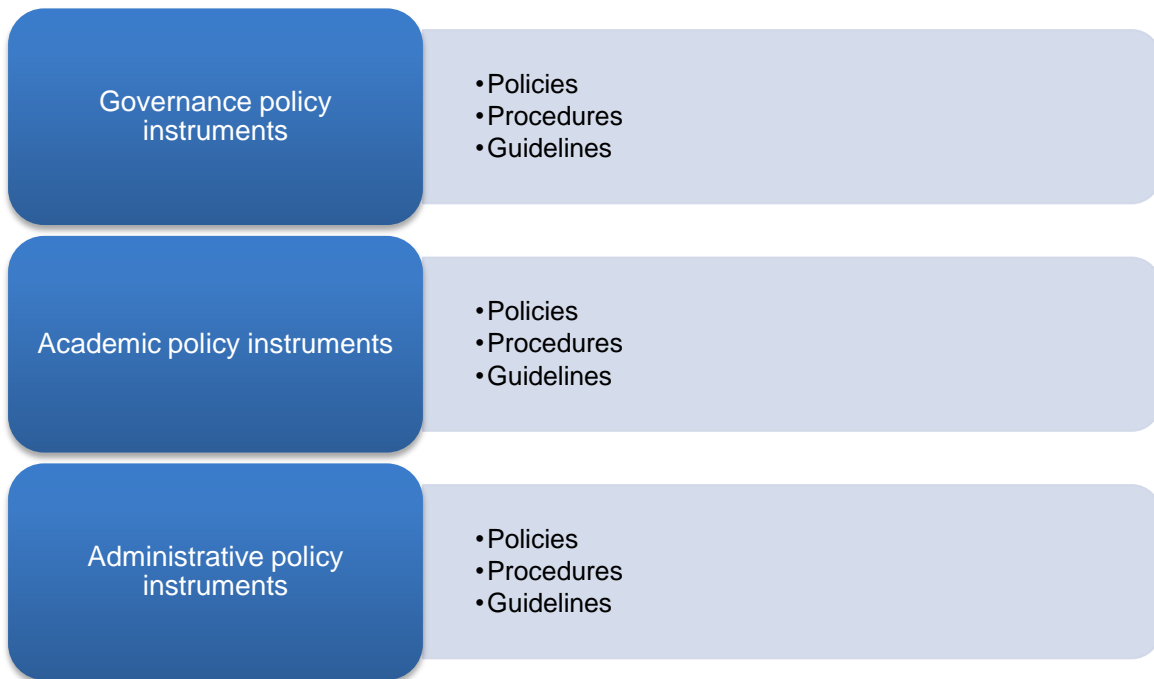 Governance policy
instruments
•Policies
•Procedures
•Guidelines
Academic policy instruments
•Policies
•Procedures
•Guidelines
Administrative policy
instruments
•Policies
•Procedures
•Guidelines